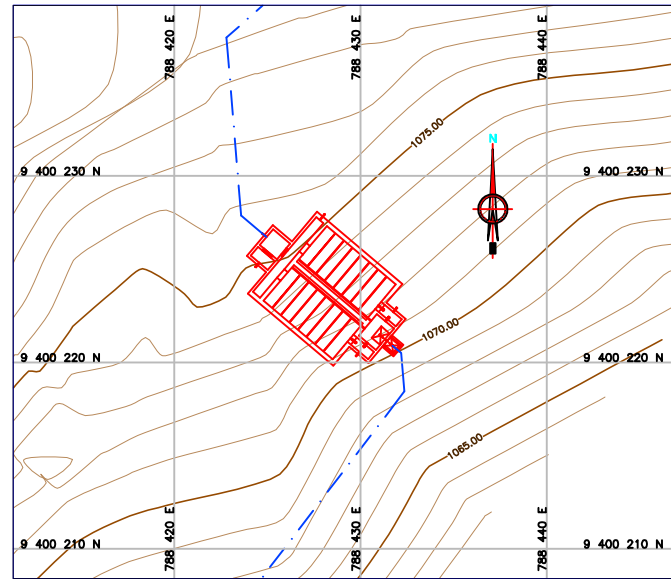 788 420 E
788 430 E
788 440 E
1075.00
N
9 400 230 N
9 400 230 N
1070.00
9 400 220 N
9 400 220 N
1065.00
788 420 E
788 430 E
788 440 E
9 400 210 N
9 400 210 N